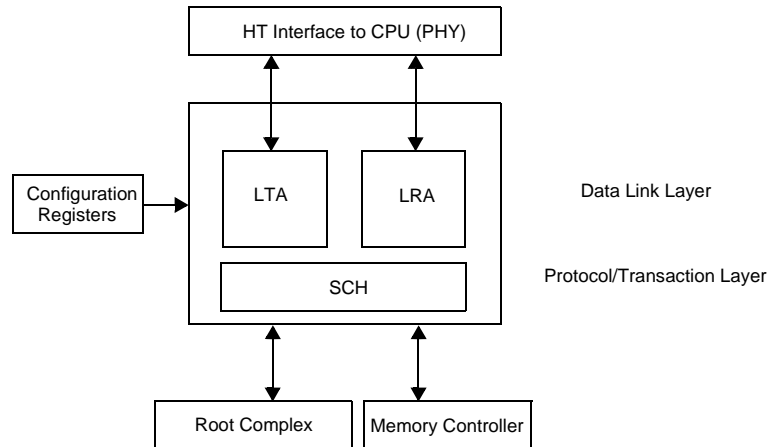 HT Interface to CPU (PHY)
LTA
LRA
Configuration
Registers
Data Link Layer
Protocol/Transaction Layer
SCH
Root Complex
Memory Controller